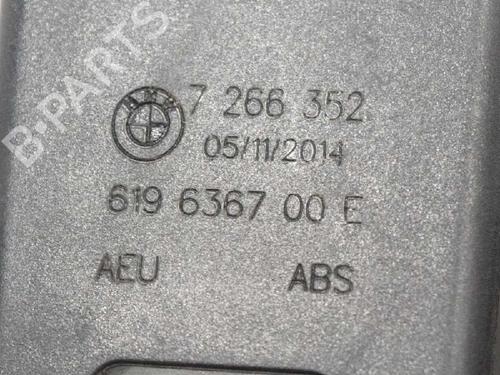 B-PARTS
BMW
7 266 352
05/11/2014
619 6367 00 E
AEU ABS